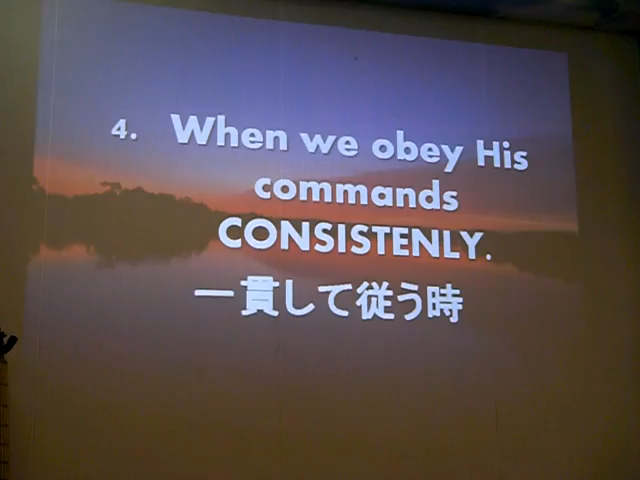 4. When we obey His
commands
CONSISTENLY.
一貫して従う時